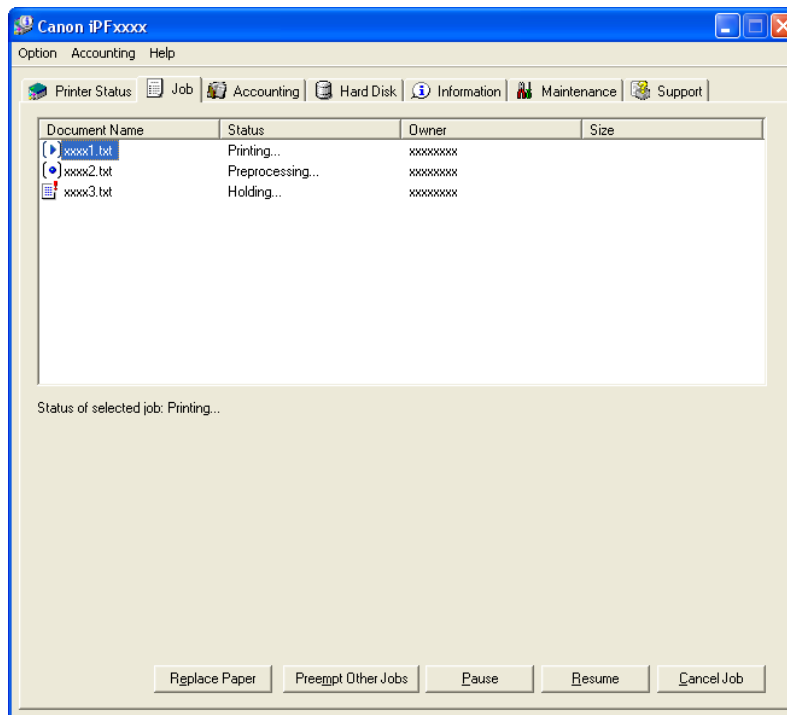 Canon iPFxxxx
Option Accounting Help
Printer Status Job Accounting Hard Disk Information Maintenance Support
Document Name Status Owner Size
xxxx1.txt Printing... xxxxxxxx
xxxx2.txt Preprocessing... xxxxxxxx
xxxx3.txt Holding... xxxxxxxx
Status of selected job: Printing...
Replace Paper Preempt Other Jobs Pause Resume Cancel Job